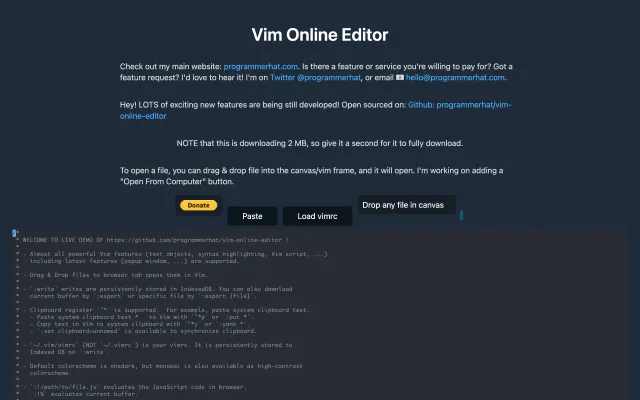 Vim Online Editor
Check out my main website: programmerhat.com. Is there a feature or service you're willing to pay for? Got a
feature request? I'd love to hear it! I'm on Twitter @programmerhat, or email 📧 hello@programmerhat.com.
Hey! LOTS of exciting new features are being still developed! Open sourced on: Github: programmerhat/vim-
online-editor
NOTE that this is downloading 2 MB, so give it a second for it to fully download.
To open a file, you can drag & drop file into the canvas/vim frame, and it will open. I'm working on adding a
"Open From Computer" button.
Donate
Paste
Load vimrc
Drop any file in canvas
/*
* WELCOME TO LIVE DEMO OF https://github.com/programmerhat/vim-online-editor !
*
* - Almost all powerful Vim features (text objects, syntax highlighting, Vim script, ...)
*   including latest features (popup window, ...) are supported.
*
* - Drag & Drop files to browser tab opens them in Vim.
*
* - `:write` writes are persistently stored in IndexedDB. You can also download
*   current buffer by `:export` or specific file by `:export {file}`.
*
* - Clipboard register `"*` is supported.  For example, paste system clipboard text.
*   - Paste system clipboard text *   to Vim with `"*p` or `:put *`.
*   - Copy text in Vim to system clipboard with `"*y` or `:yank *`.
*   - `:set clipboard=unnamed` is available to synchronize clipboard.
*
* - `~/.vim/vimrc` (NOT `~/.vimrc`) is your vimrc. It is persistently stored to
*   Indexed DB on `:write`.
*
* - Default colorscheme is onedark, but monokai is also available as high-contrast
*   colorscheme.
*
* - `:!/path/to/file.js` evaluates the JavaScript code in browser.
*   `:!%` evaluates current buffer.